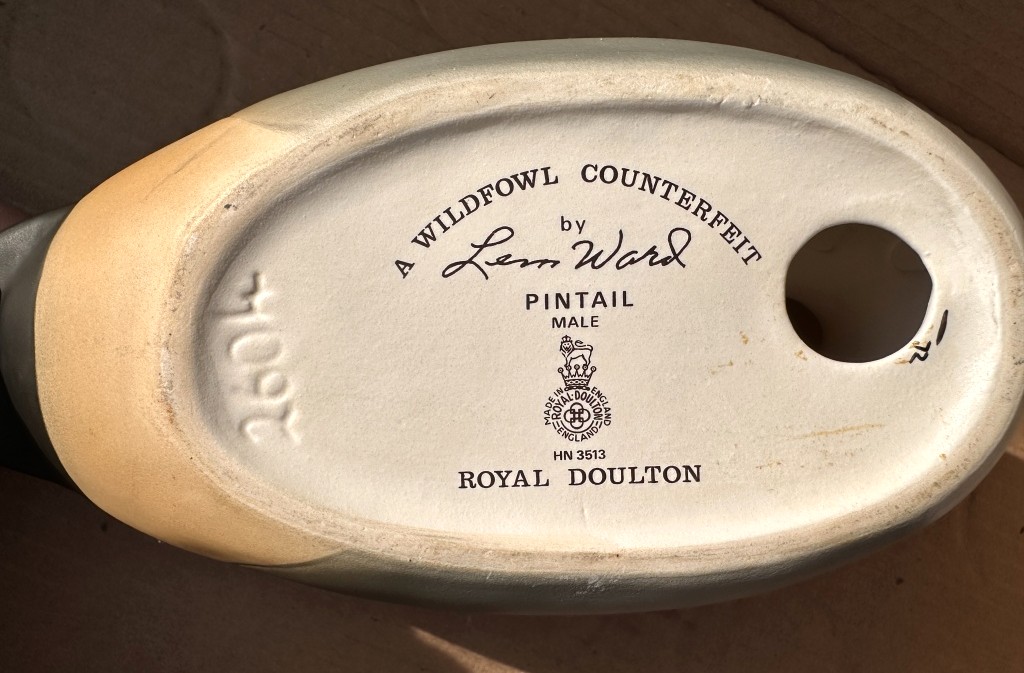 A WILDFOWL COUNTERFEIT
by
Lem Ward
PINTAIL
MALE
MADE IN ENGLAND
ROYAL·DOULTON
ENGLAND
HN 3513
ROYAL DOULTON
2604